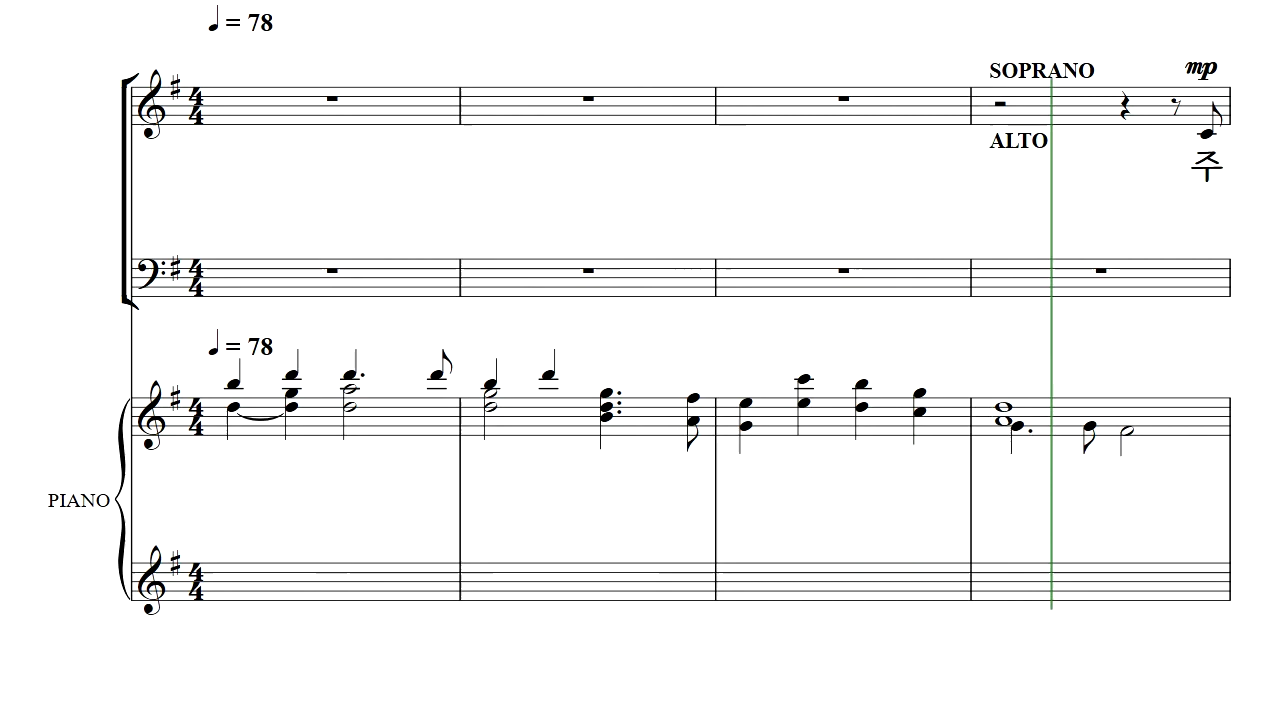 ♩ = 78
SOPRANO mp
ALTO
주
♩ = 78
PIANO